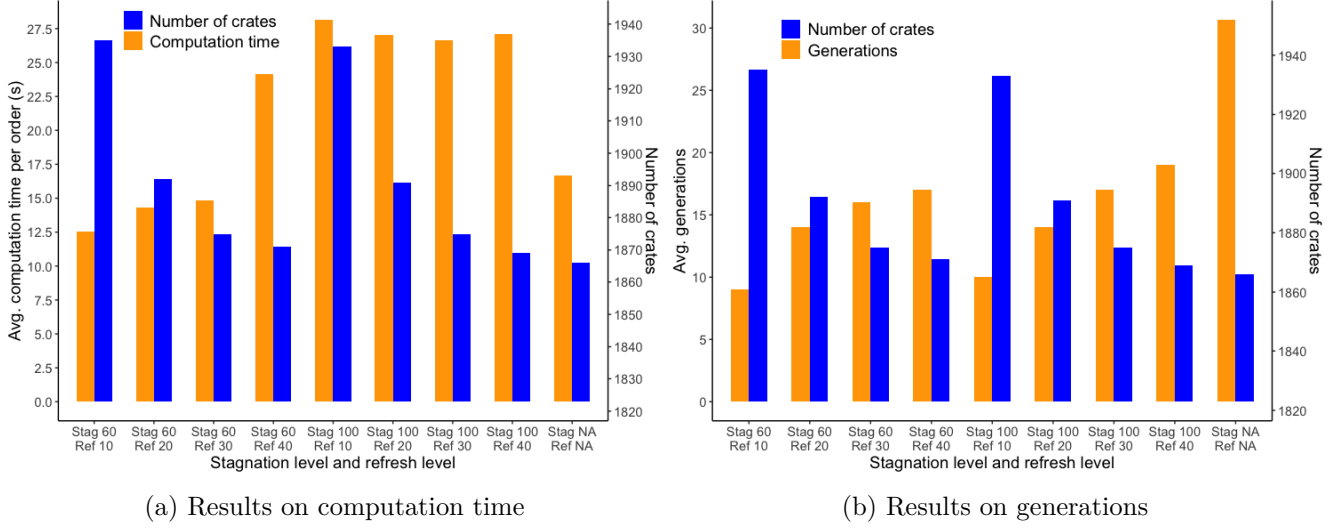 Number of crates
Computation time
Avg. computation time per order (s)
27.5
25.0
22.5
20.0
17.5
15.0
12.5
10.0
7.5
5.0
2.5
0.0
1940
1930
1920
1910
1900
1890
1880
1870
1860
1850
1840
1830
1820
Number of crates
Stag 60 Stag 60 Stag 60 Stag 60 Stag 100 Stag 100 Stag 100 Stag 100 Stag NA
Ref 10 Ref 20 Ref 30 Ref 40 Ref 10 Ref 20 Ref 30 Ref 40 Ref NA
Stagnation level and refresh level
(a) Results on computation time
Number of crates
Generations
Avg. generations
30
25
20
15
10
5
0
1940
1920
1900
1880
1860
1840
1820
Number of crates
Stag 60 Stag 60 Stag 60 Stag 60 Stag 100 Stag 100 Stag 100 Stag 100 Stag NA
Ref 10 Ref 20 Ref 30 Ref 40 Ref 10 Ref 20 Ref 30 Ref 40 Ref NA
Stagnation level and refresh level
(b) Results on generations